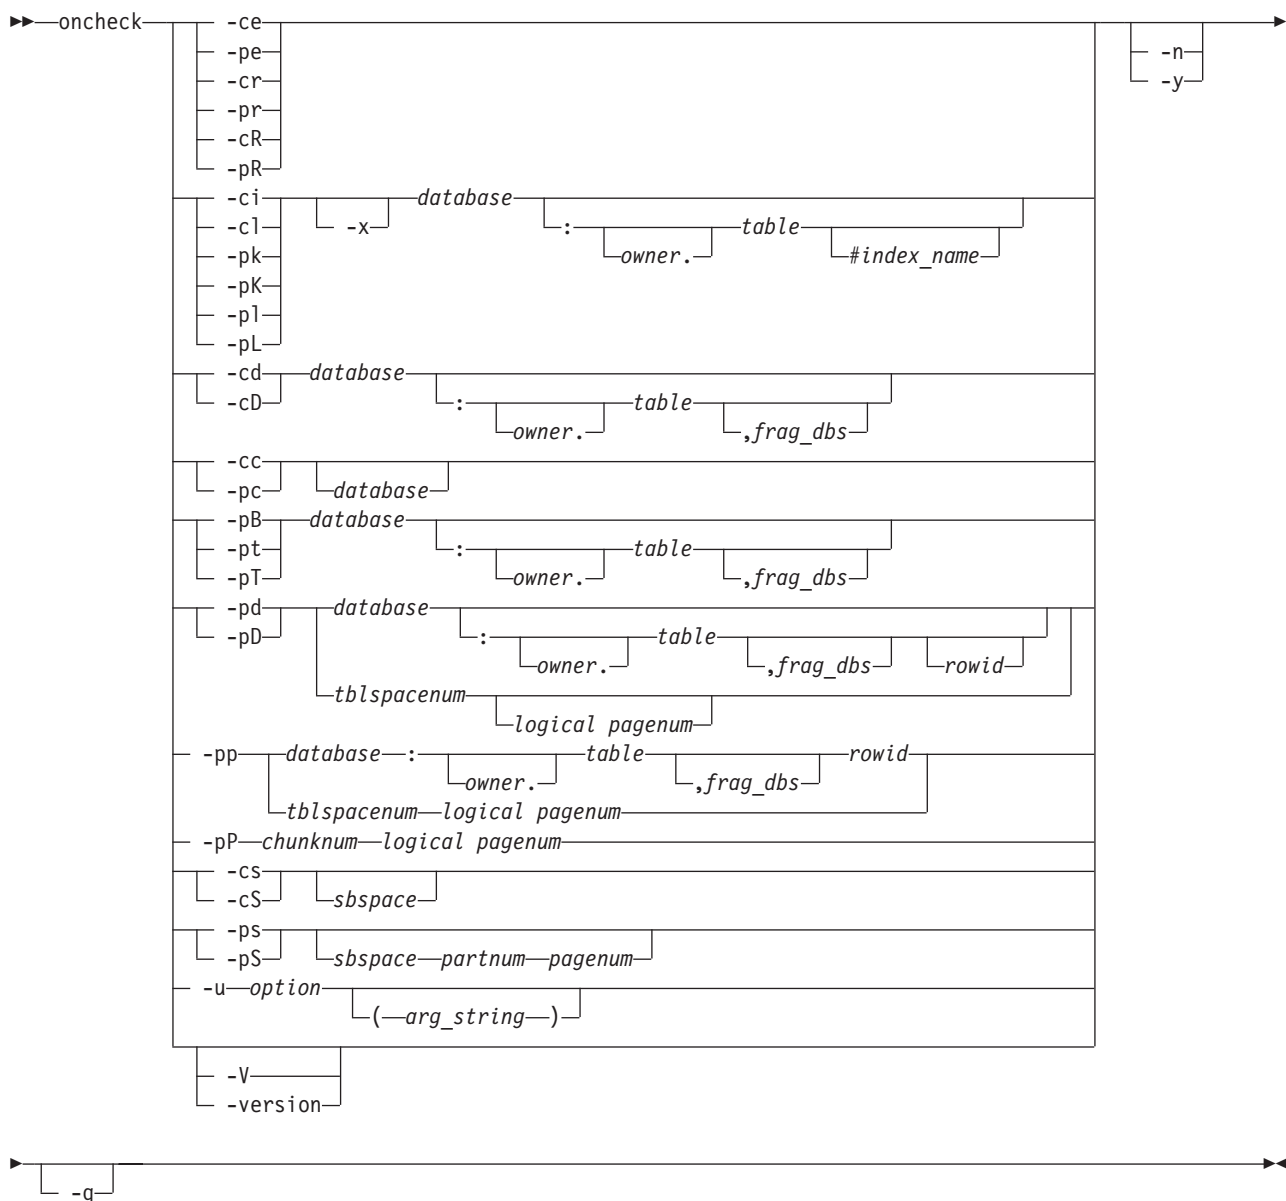 oncheck -ce
-pe -n
-cr -y
-pr
-cR
-pR
-ci database
-cl -x : table
-pk owner. #index_name
-pK
-pl
-pL
-cd database
-cD : table
owner. ,frag_dbs
-cc
-pc database
-pB database
-pt : table
-pT owner. ,frag_dbs
-pd database
-pD : table
owner. ,frag_dbs rowid
tblspacenum
logical pagenum
-pp database : table rowid
owner. ,frag_dbs
tblspacenum logical pagenum
-pP chunknum logical pagenum
-cs
-cS sbspace
-ps
-pS sbspace partnum pagenum
-u option
( arg_string )
-V
-version
-q